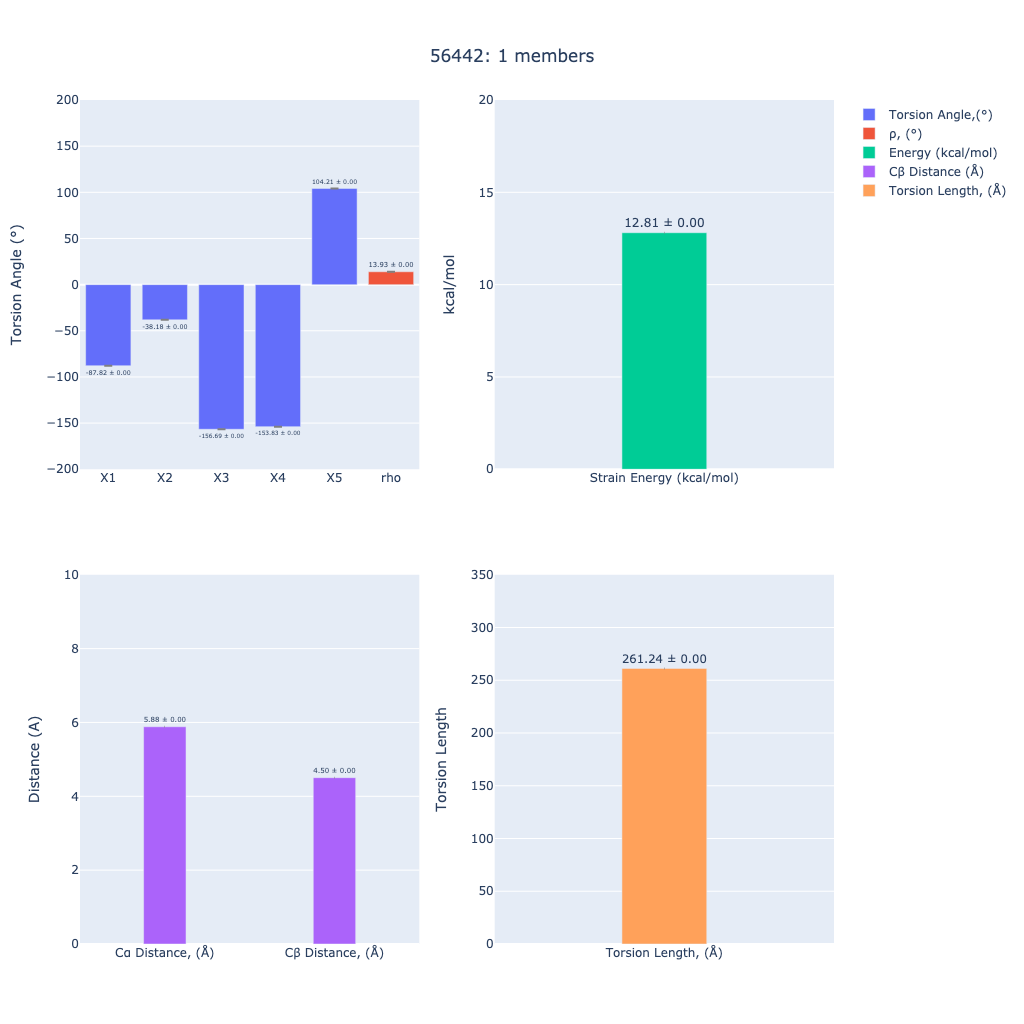 56442: 1 members
Torsion Angle (°)
200
150
100
50
0
−50
−100
−150
−200
-87.82 ± 0.00
-38.18 ± 0.00
-156.69 ± 0.00
-153.83 ± 0.00
104.21 ± 0.00
13.93 ± 0.00
X1
X2
X3
X4
X5
rho
kcal/mol
20
15
10
5
0
12.81 ± 0.00
Strain Energy (kcal/mol)
Torsion Angle,(°)
ρ, (°)
Energy (kcal/mol)
Cβ Distance (Å)
Torsion Length, (Å)
Distance (A)
10
8
6
4
2
0
5.88 ± 0.00
4.50 ± 0.00
Cα Distance, (Å)
Cβ Distance, (Å)
Torsion Length
350
300
250
200
150
100
50
0
261.24 ± 0.00
Torsion Length, (Å)